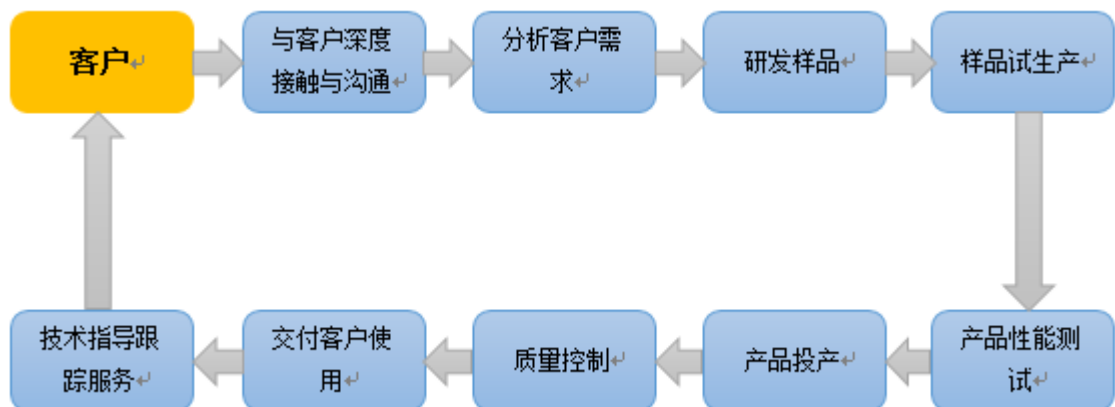 客户
与客户深度
接触与沟通
分析客户需
求
研发样品
样品试生产
技术指导跟
踪服务
交付客户使
用
质量控制
产品投产
产品性能测
试